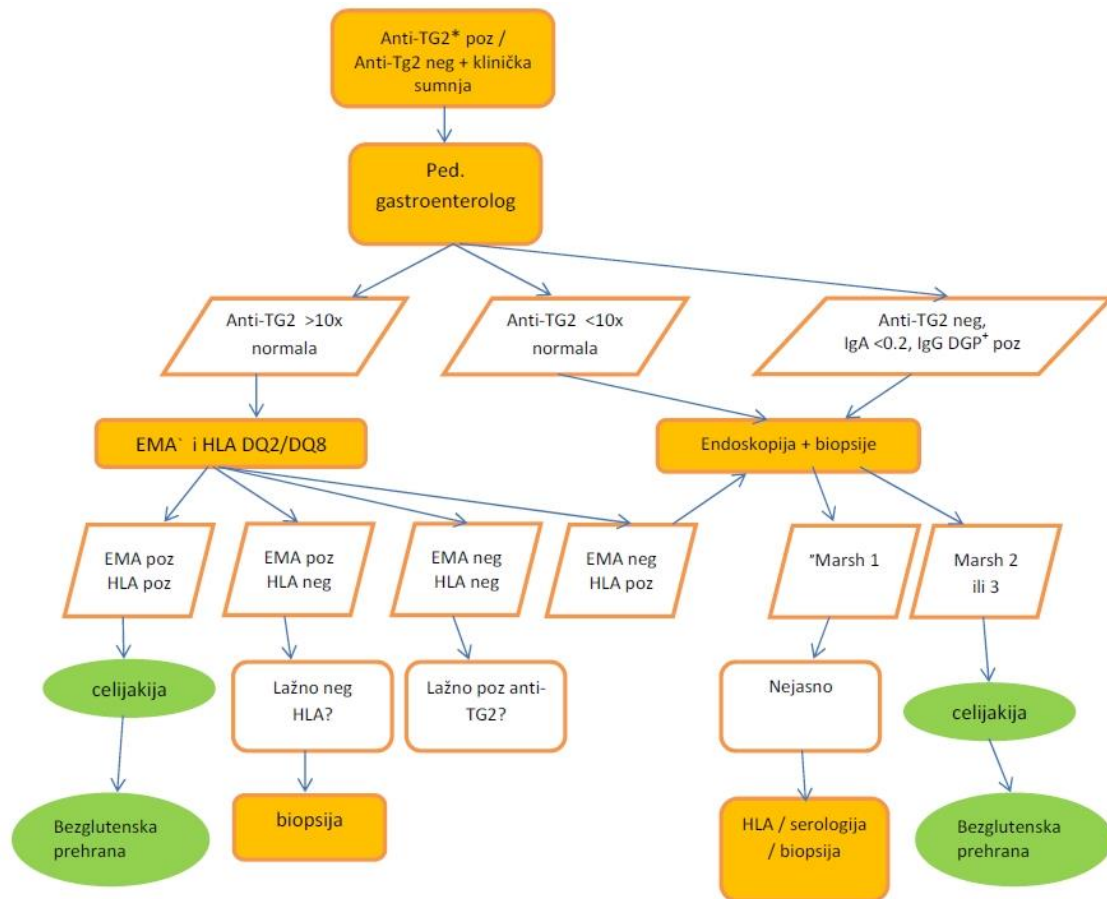 Anti-TG2* poz /
Anti-Tg2 neg + klinička
sumnja
Ped.
gastroenterolog
Anti-TG2 >10x
normala
Anti-TG2 <10x
normala
Anti-TG2 neg,
IgA <0.2, IgG DGP⁺ poz
EMA` i HLA DQ2/DQ8
Endoskopija + biopsije
EMA poz
HLA poz
EMA poz
HLA neg
EMA neg
HLA neg
EMA neg
HLA poz
"Marsh 1
Marsh 2
ili 3
celijakija
Lažno neg
HLA?
Lažno poz anti-
TG2?
Nejasno
celijakija
Bezglutenska
prehrana
biopsija
HLA / serologija
/ biopsija
Bezglutenska
prehrana